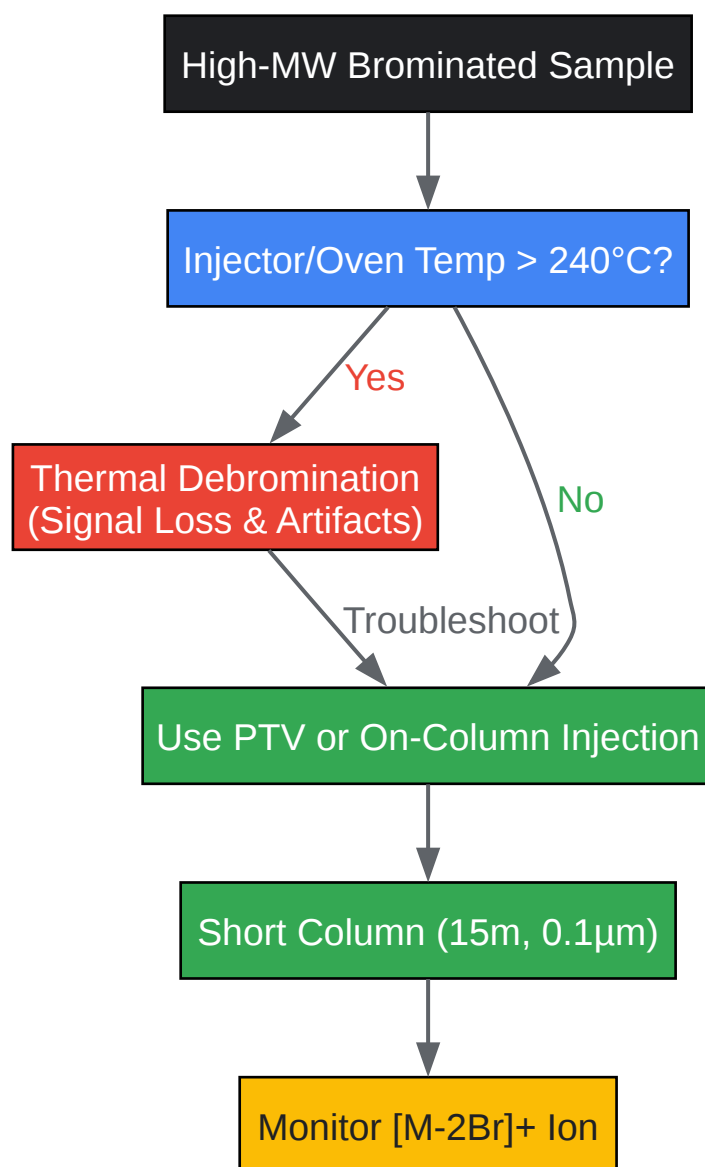 High-MW Brominated Sample
Injector/Oven Temp > 240°C?
Yes
Thermal Debromination
(Signal Loss & Artifacts)
No
Troubleshoot
Use PTV or On-Column Injection
Short Column (15m, 0.1µm)
Monitor [M-2Br]+ Ion